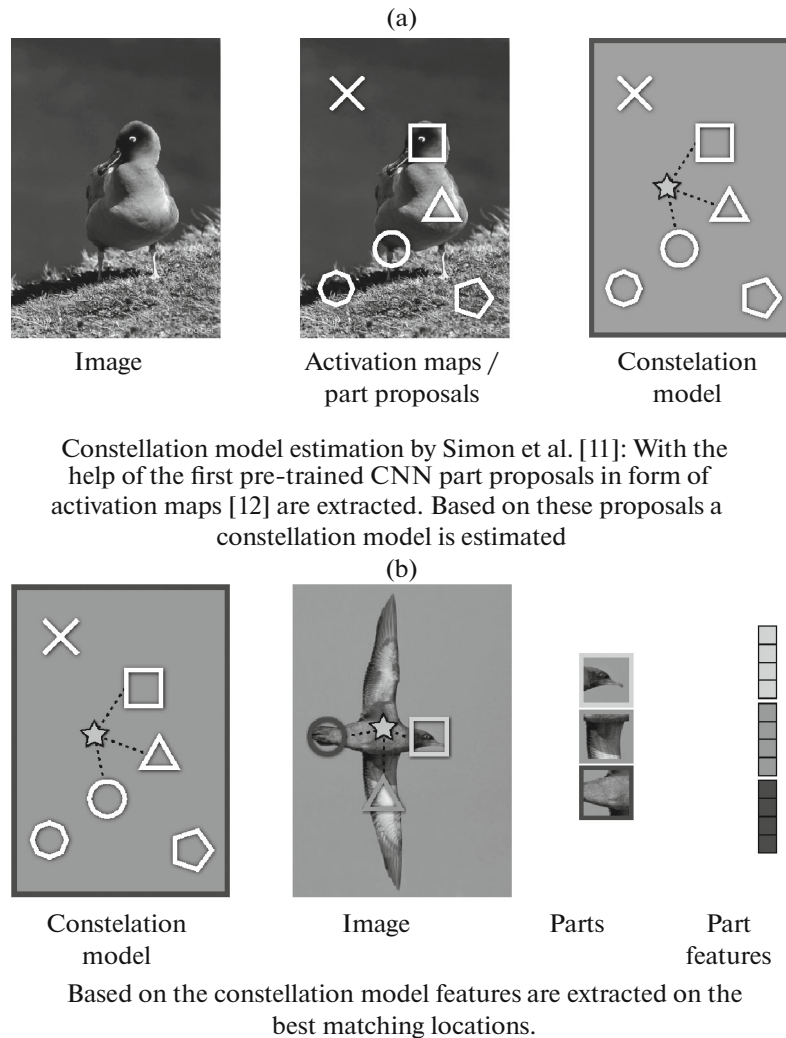 (a)
Image
Activation maps /
part proposals
Constelation
model
Constellation model estimation by Simon et al. [11]: With the
help of the first pre-trained CNN part proposals in form of
activation maps [12] are extracted. Based on these proposals a
constellation model is estimated
(b)
Constelation
model
Image
Parts
Part
features
Based on the constellation model features are extracted on the
best matching locations.